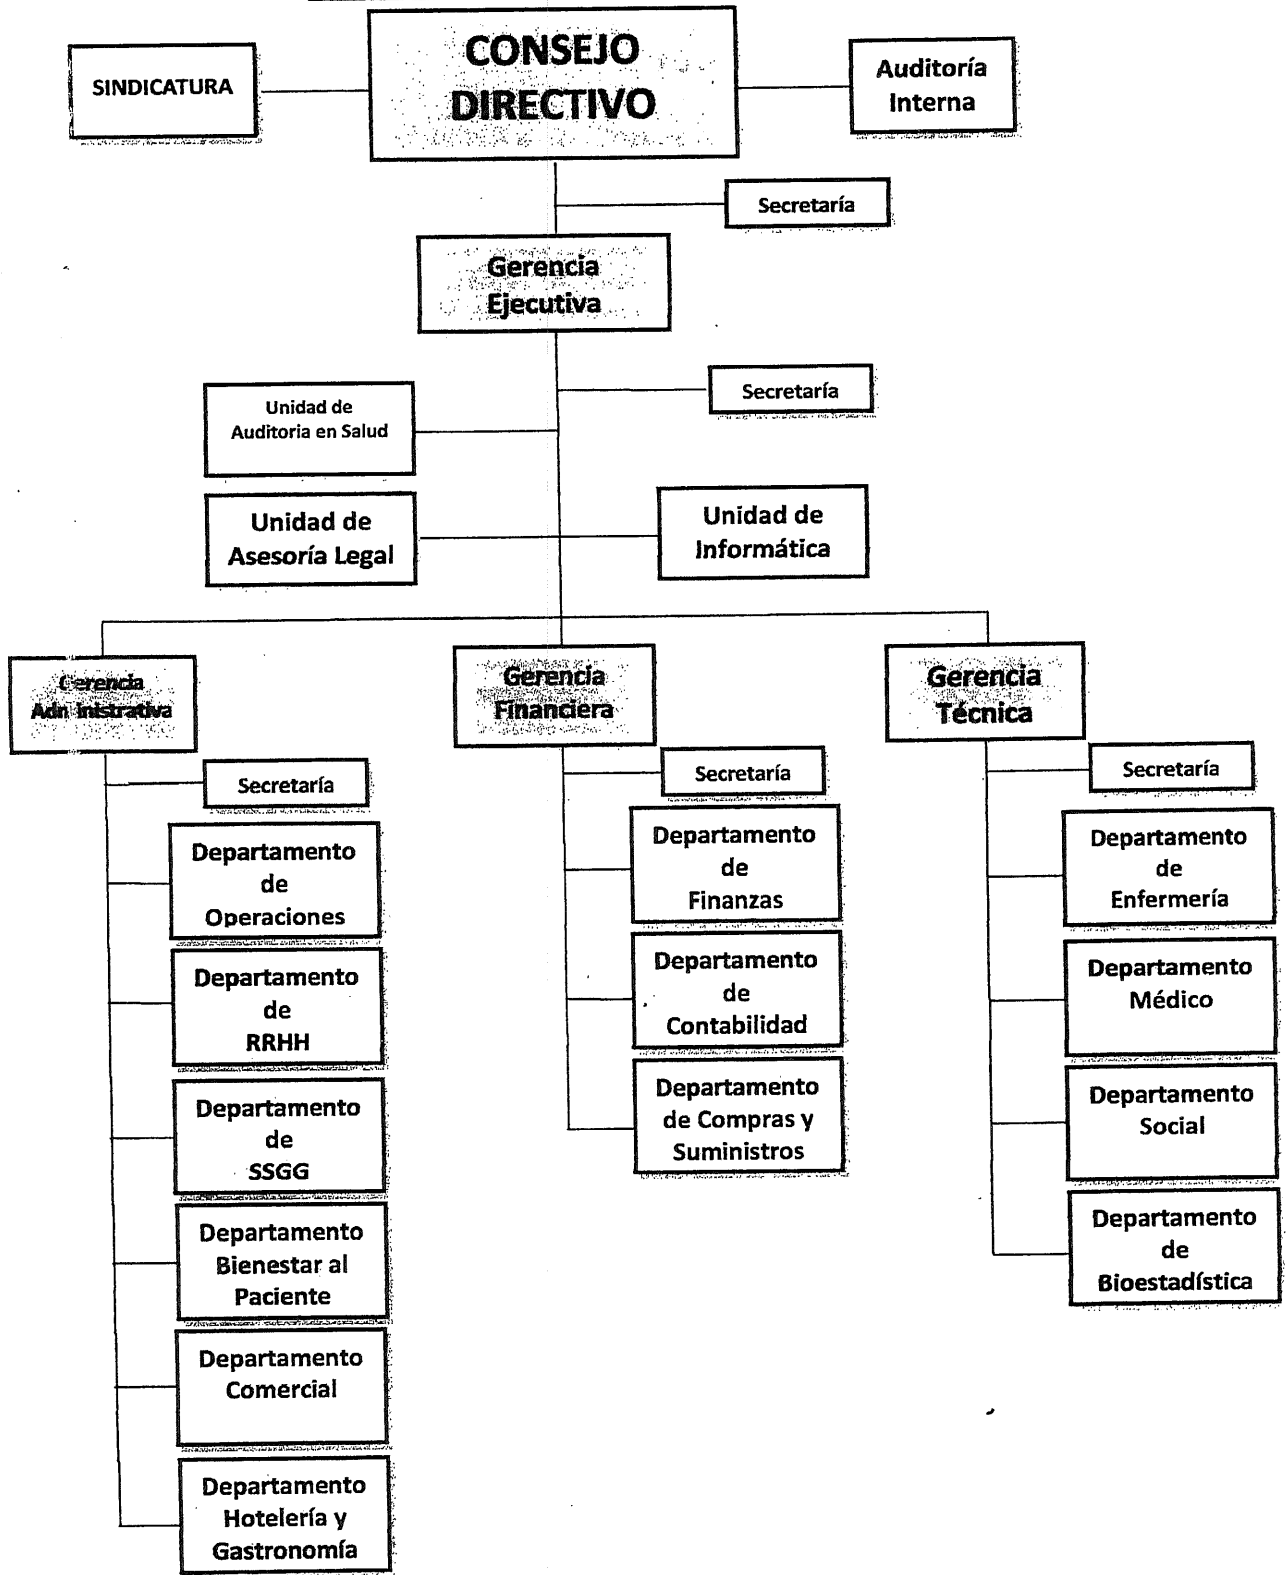 CONSEJO
DIRECTIVO
SINDICATURA
Auditoría
Interna
Secretaría
Gerencia
Ejecutiva
Secretaría
Unidad de
Auditoria en Salud
Unidad de
Asesoría Legal
Unidad de
Informática
Gerencia
Administrativa
Secretaría
Departamento
de
Operaciones
Departamento
de
RRHH
Departamento
de
SSGG
Departamento
Bienestar al
Paciente
Departamento
Comercial
Departamento
Hotelería y
Gastronomía
Gerencia
Financiera
Secretaría
Departamento
de
Finanzas
Departamento
de
Contabilidad
Departamento
de Compras y
Suministros
Gerencia
Técnica
Secretaría
Departamento
de
Enfermería
Departamento
Médico
Departamento
Social
Departamento
de
Bioestadística